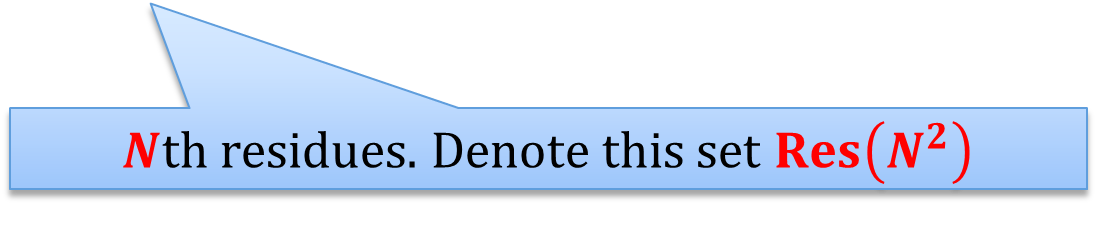 Nth residues. Denote this set Res(N²)